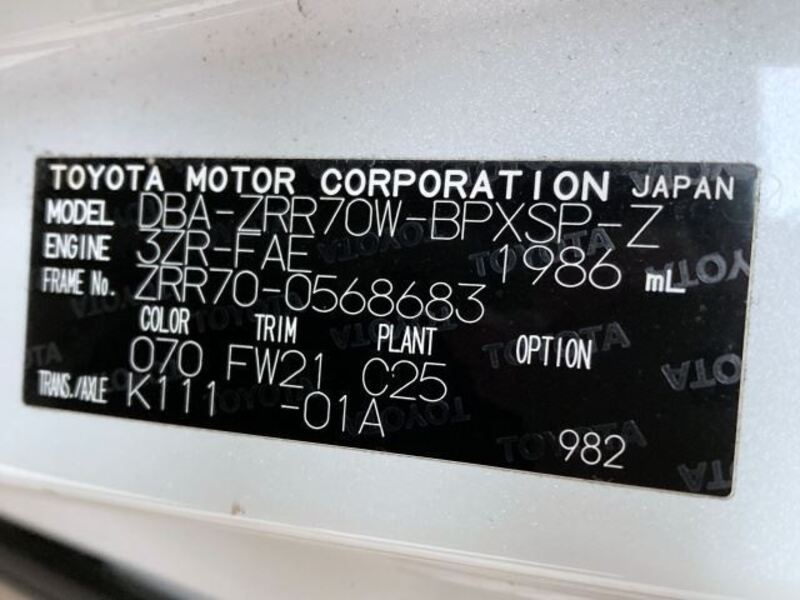 TOYOTA MOTOR CORPORATION JAPAN
MODEL DBA-ZRR70W-BPXSP-Z
ENGINE 3ZR-FAE 1986 mL
FRAME No. ZRR70-0568683
COLOR TRIM PLANT OPTION
070 FW21 C25
TRANS./AXLE K111 -01A
982